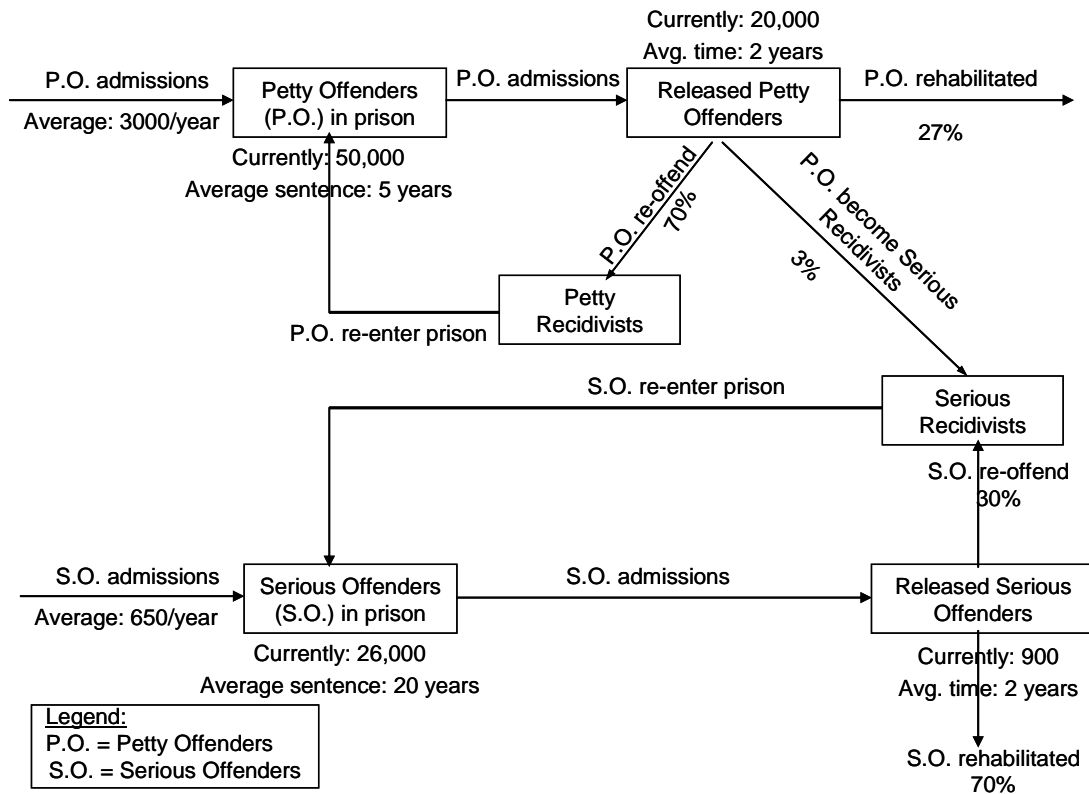 Currently: 20,000
Avg. time: 2 years
P.O. admissions
Average: 3000/year
Petty Offenders
(P.O.) in prison
P.O. admissions
Released Petty
Offenders
P.O. rehabilitated
27%
Currently: 50,000
Average sentence: 5 years
P.O. re-offend
70%
P.O. become Serious
Recidivists
3%
Petty
Recidivists
P.O. re-enter prison
S.O. re-enter prison
Serious
Recidivists
S.O. re-offend
30%
S.O. admissions
Average: 650/year
Serious Offenders
(S.O.) in prison
S.O. admissions
Released Serious
Offenders
Currently: 26,000
Average sentence: 20 years
Currently: 900
Avg. time: 2 years
S.O. rehabilitated
70%
Legend:
P.O. = Petty Offenders
S.O. = Serious Offenders